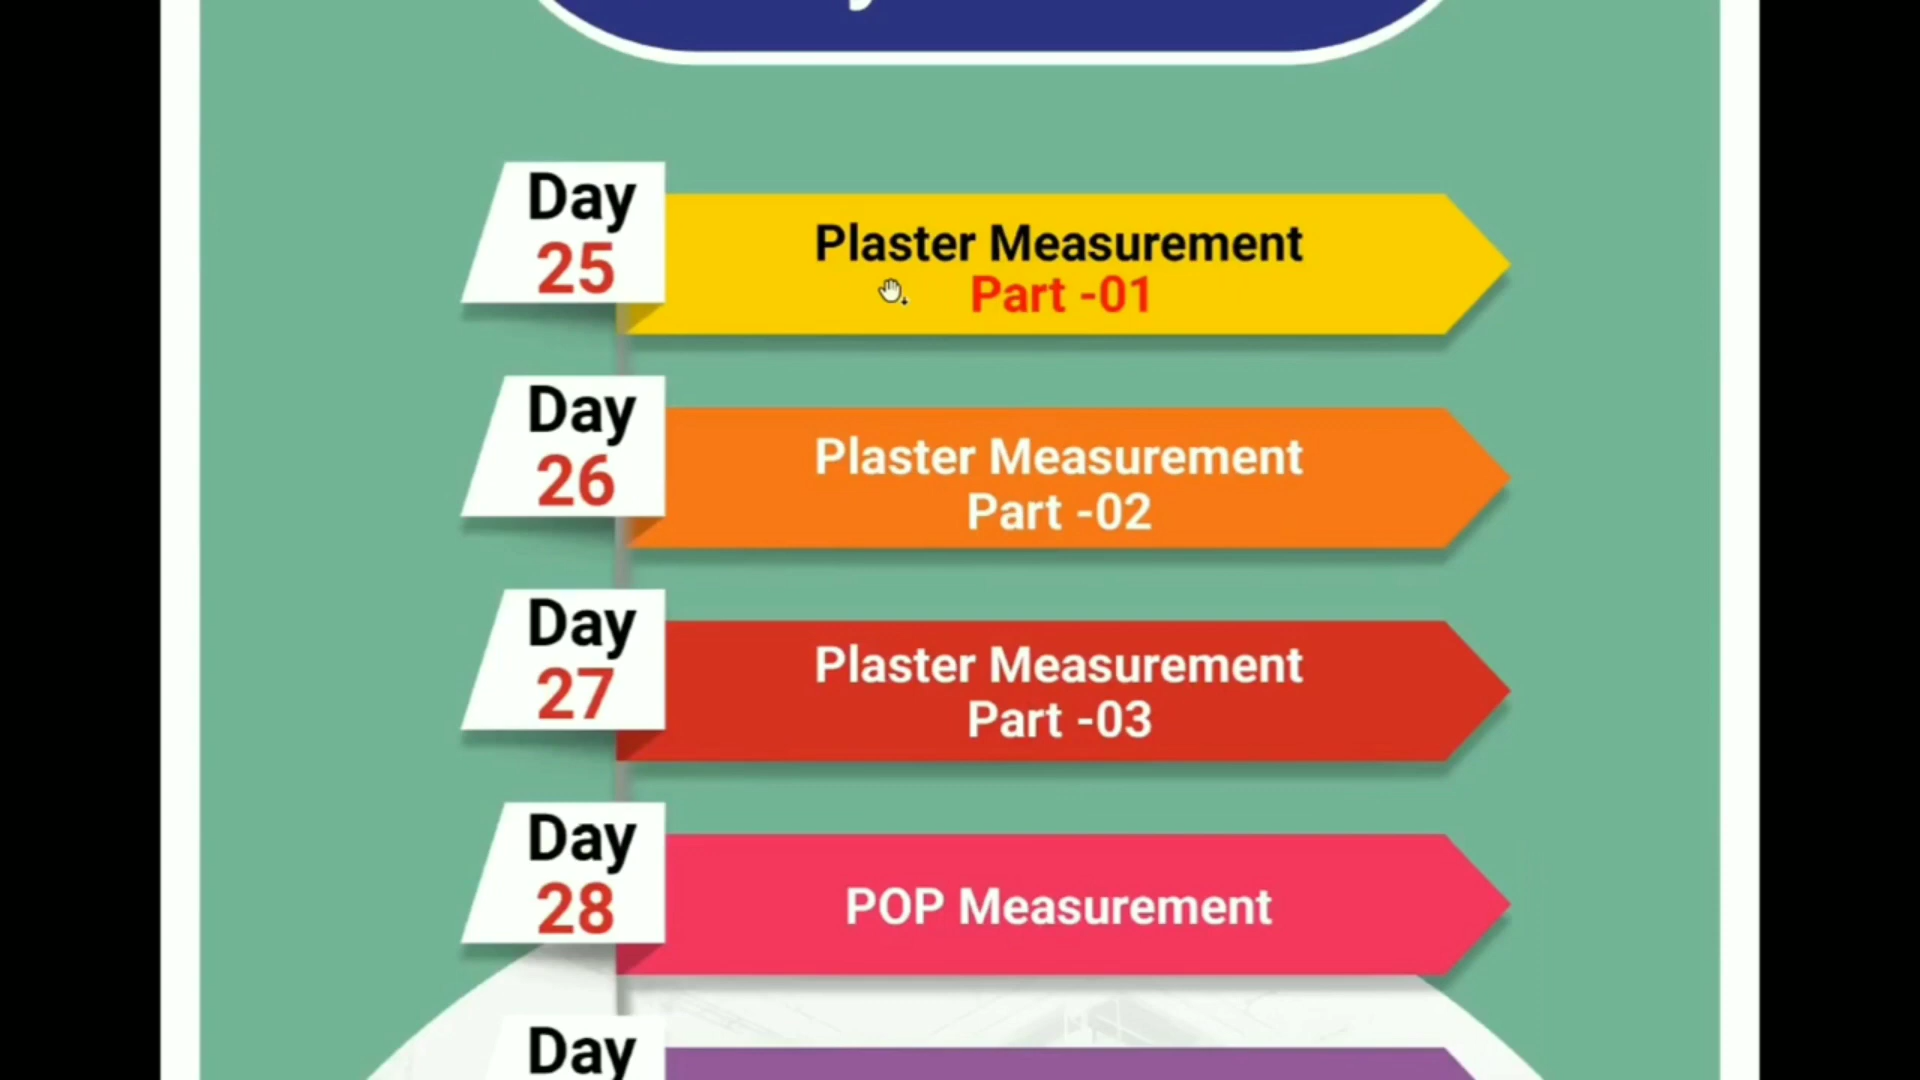 Day
25
Plaster Measurement
Part -01
Day
26
Plaster Measurement
Part -02
Day
27
Plaster Measurement
Part -03
Day
28
POP Measurement
Day